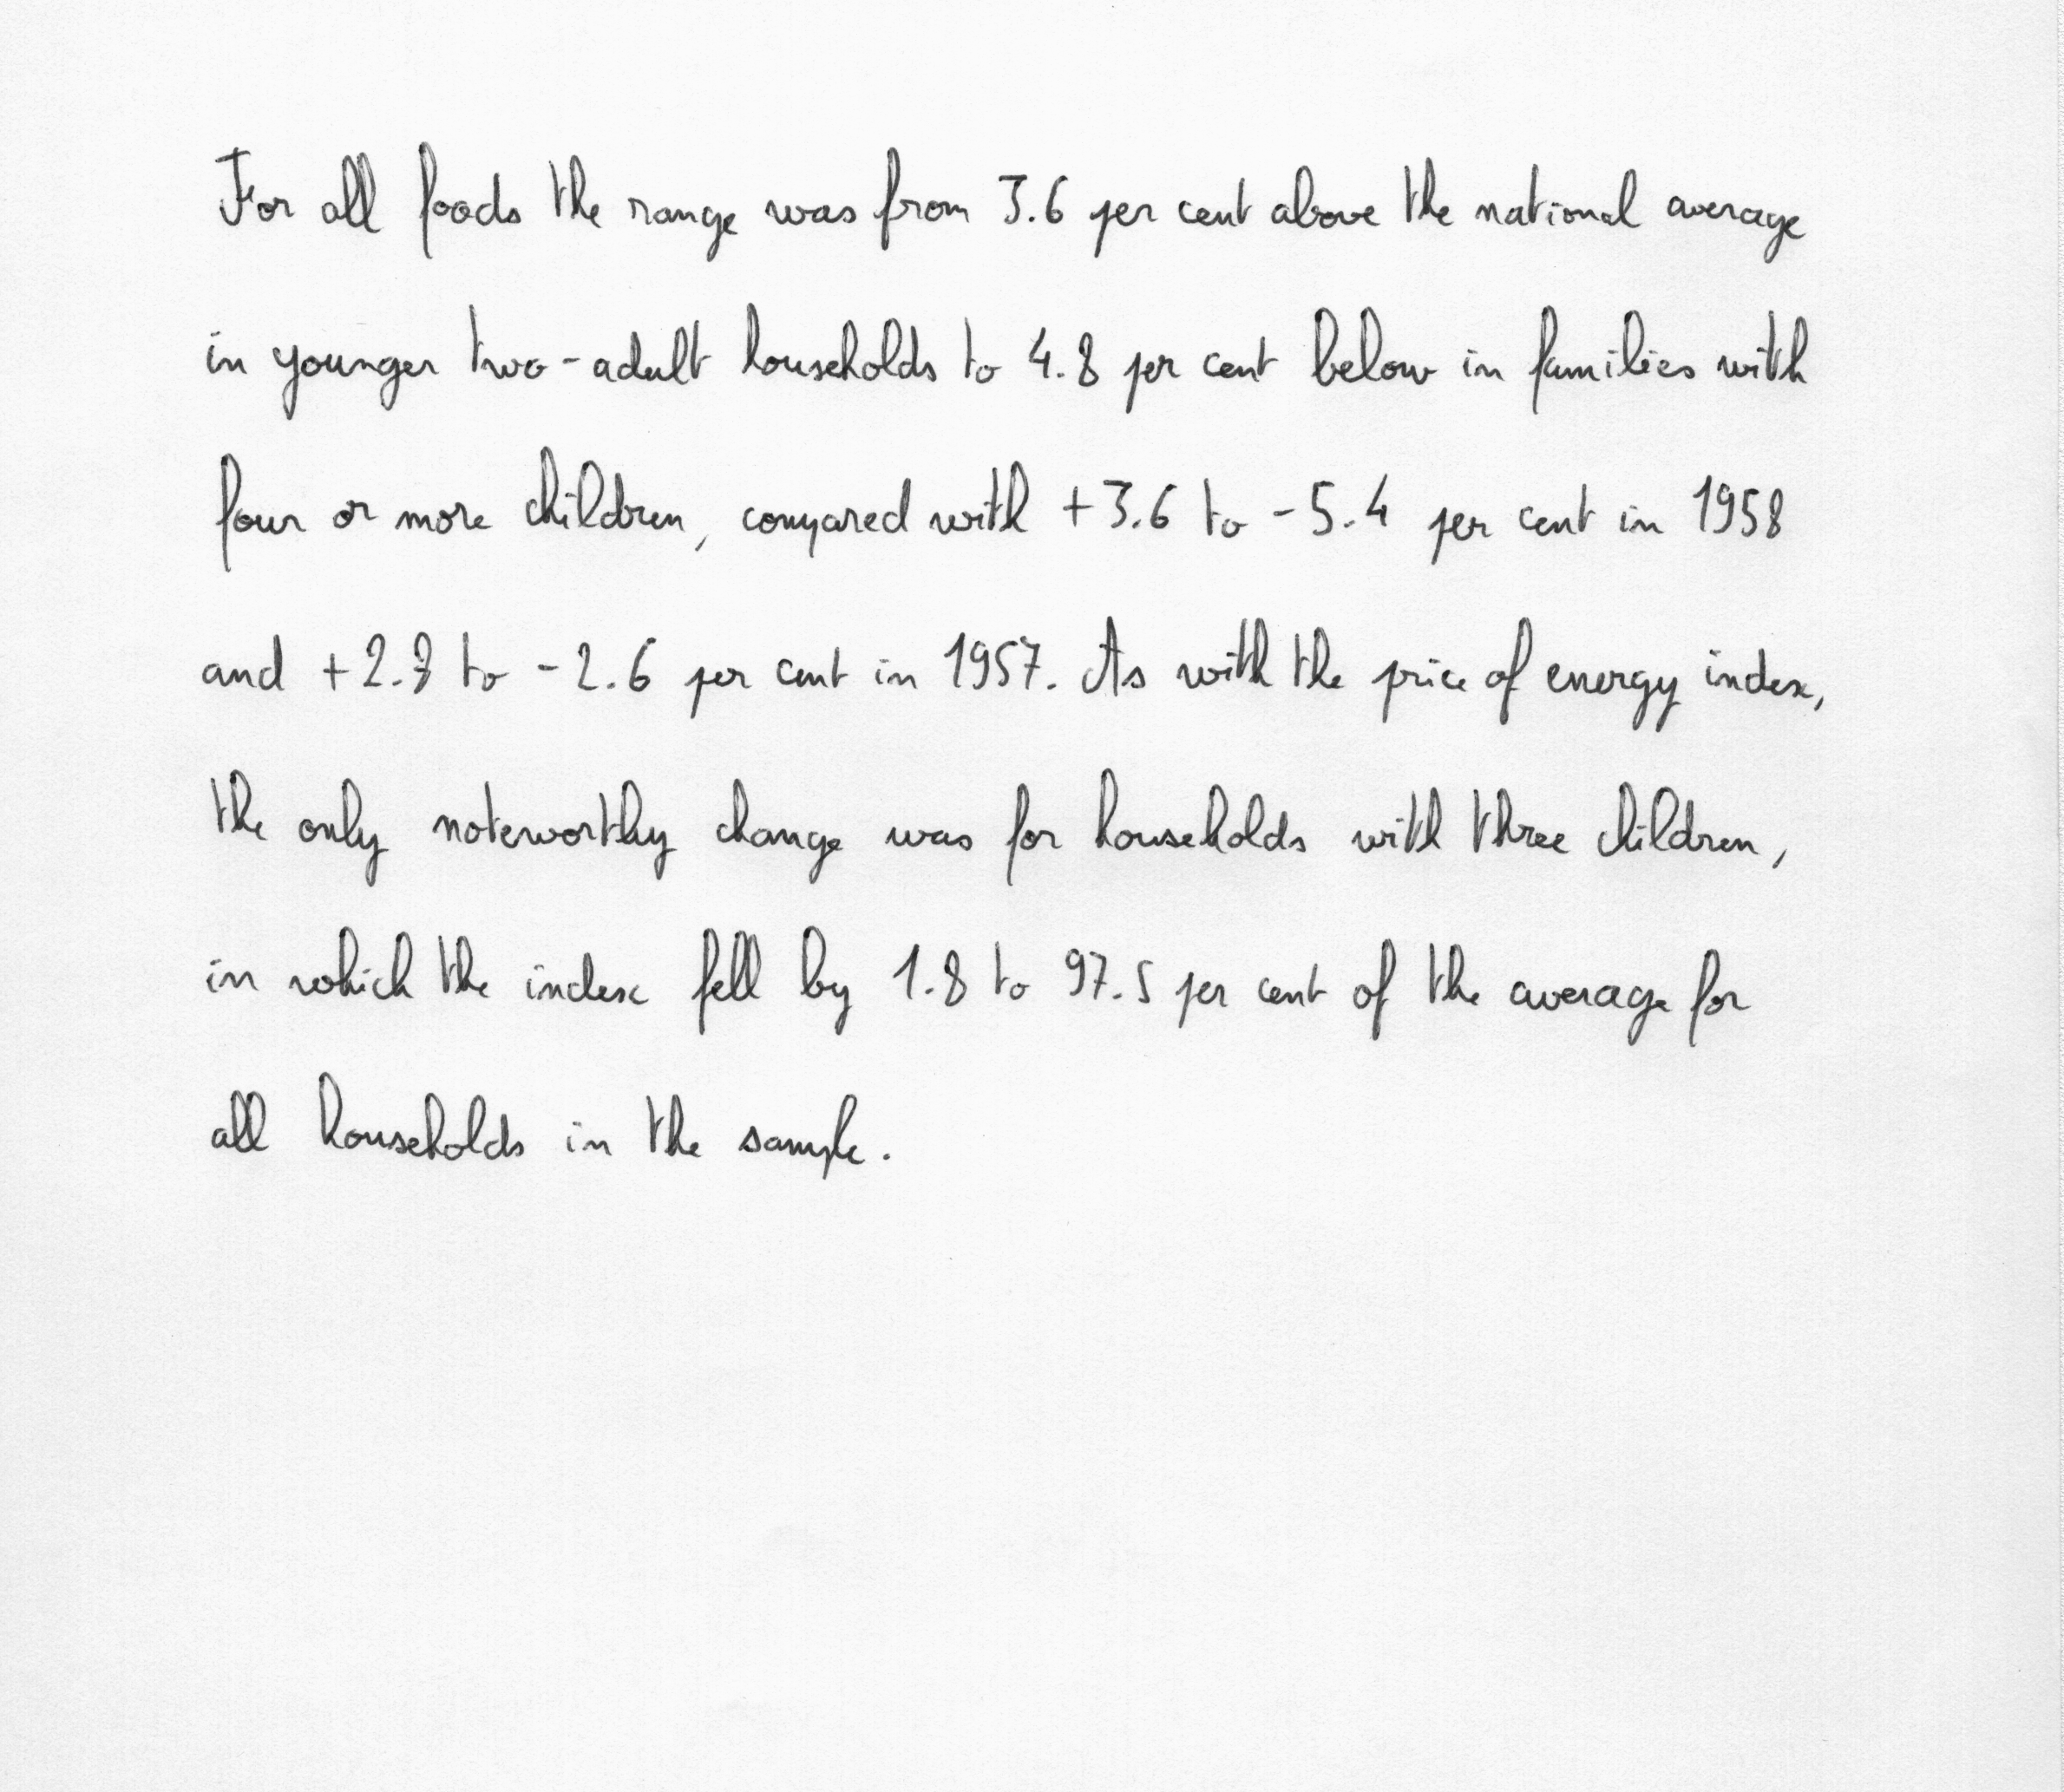 For all foods the range was from 3.6 per cent above the national average
in younger two-adult households to 4.8 per cent below in families with
four or more children, compared with +3.6 to -5.4 per cent in 1958
and to -2.6 per cent in 1957. As with the price of energy index,
the only noteworthy change was for households with three children,
in which the index fell by 1.8 to 97.5 per cent of the average for
all households in the sample.